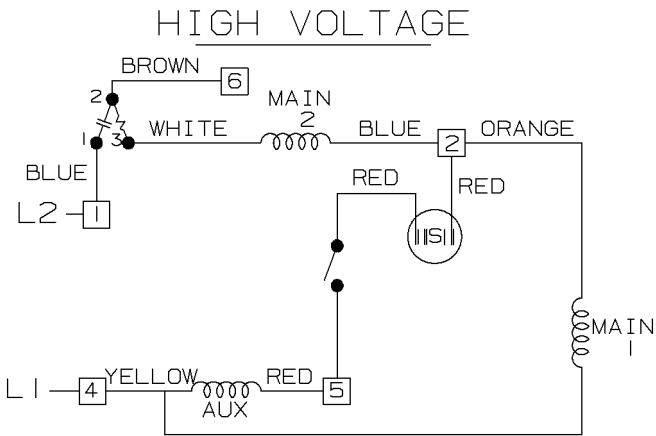 HIGH VOLTAGE
BROWN
6
2
MAIN
2
1
3
WHITE
BLUE
2
ORANGE
BLUE
RED
RED
L2
1
S
MAIN
1
L1
4
YELLOW
RED
5
AUX